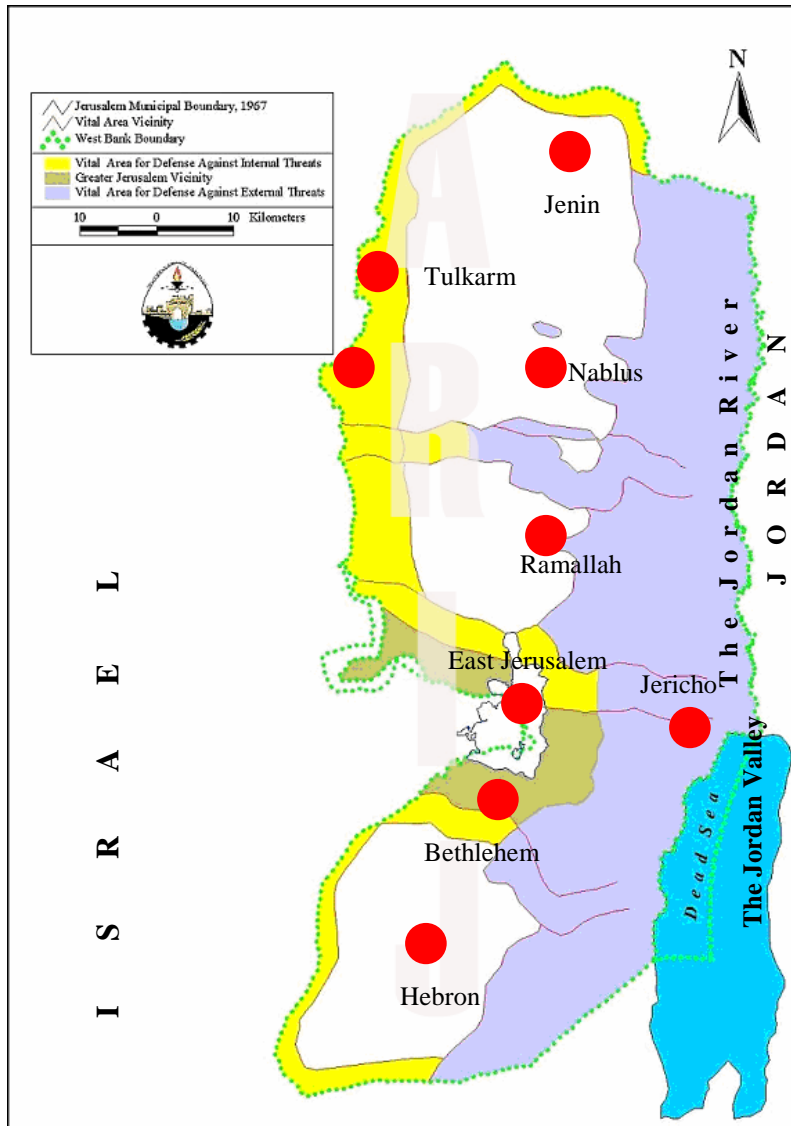 N
Jerusalem Municipal Boundary, 1967
Vital Area Vicinity
West Bank Boundary
Vital Area for Defense Against Internal Threats
Greater Jerusalem Vicinity
Vital Area for Defense Against External Threats
10 0 10 Kilometers
Jenin
Tulkarm
Nablus
Ramallah
East Jerusalem
Jericho
Bethlehem
Hebron
ISRAEL
The Jordan River
JORDAN
Dead Sea
The Jordan Valley
ARIJ